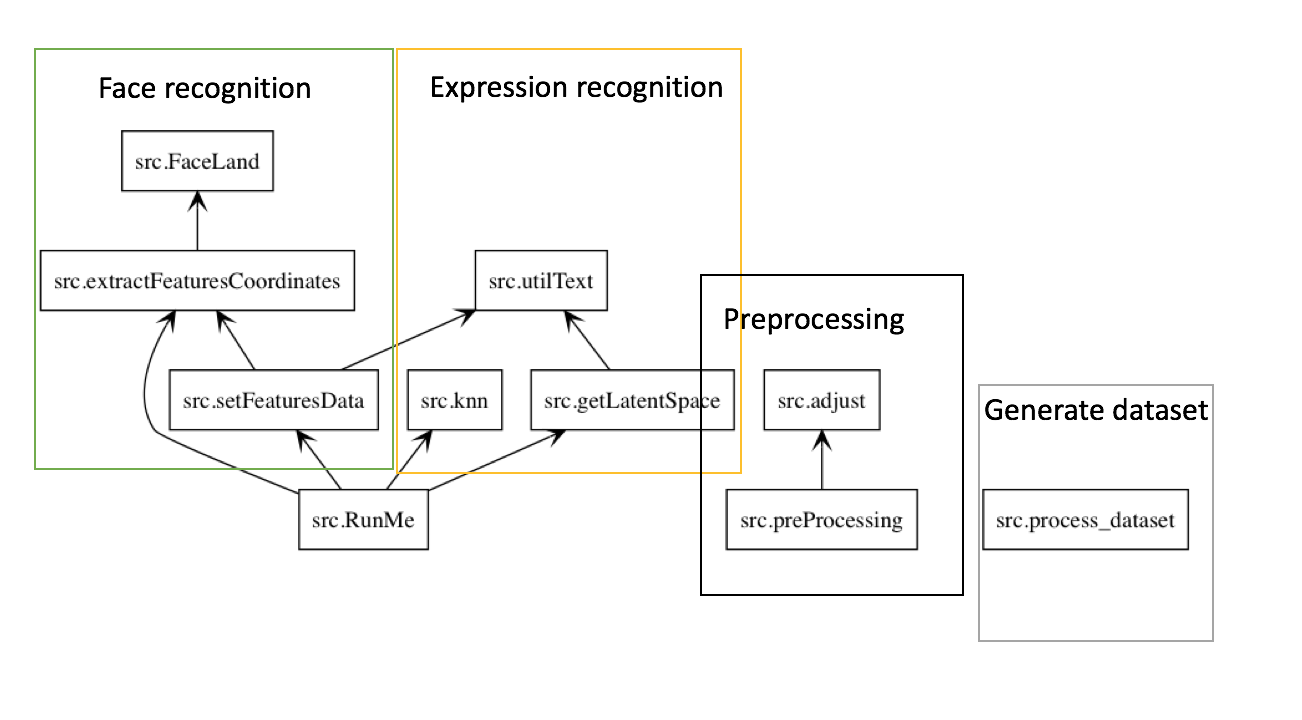 Face recognition
Expression recognition
src.FaceLand
src.extractFeaturesCoordinates
src.utilText
Preprocessing
src.setFeaturesData
src.knn
src.getLatentSpace
src.adjust
Generate dataset
src.RunMe
src.preProcessing
src.process_dataset